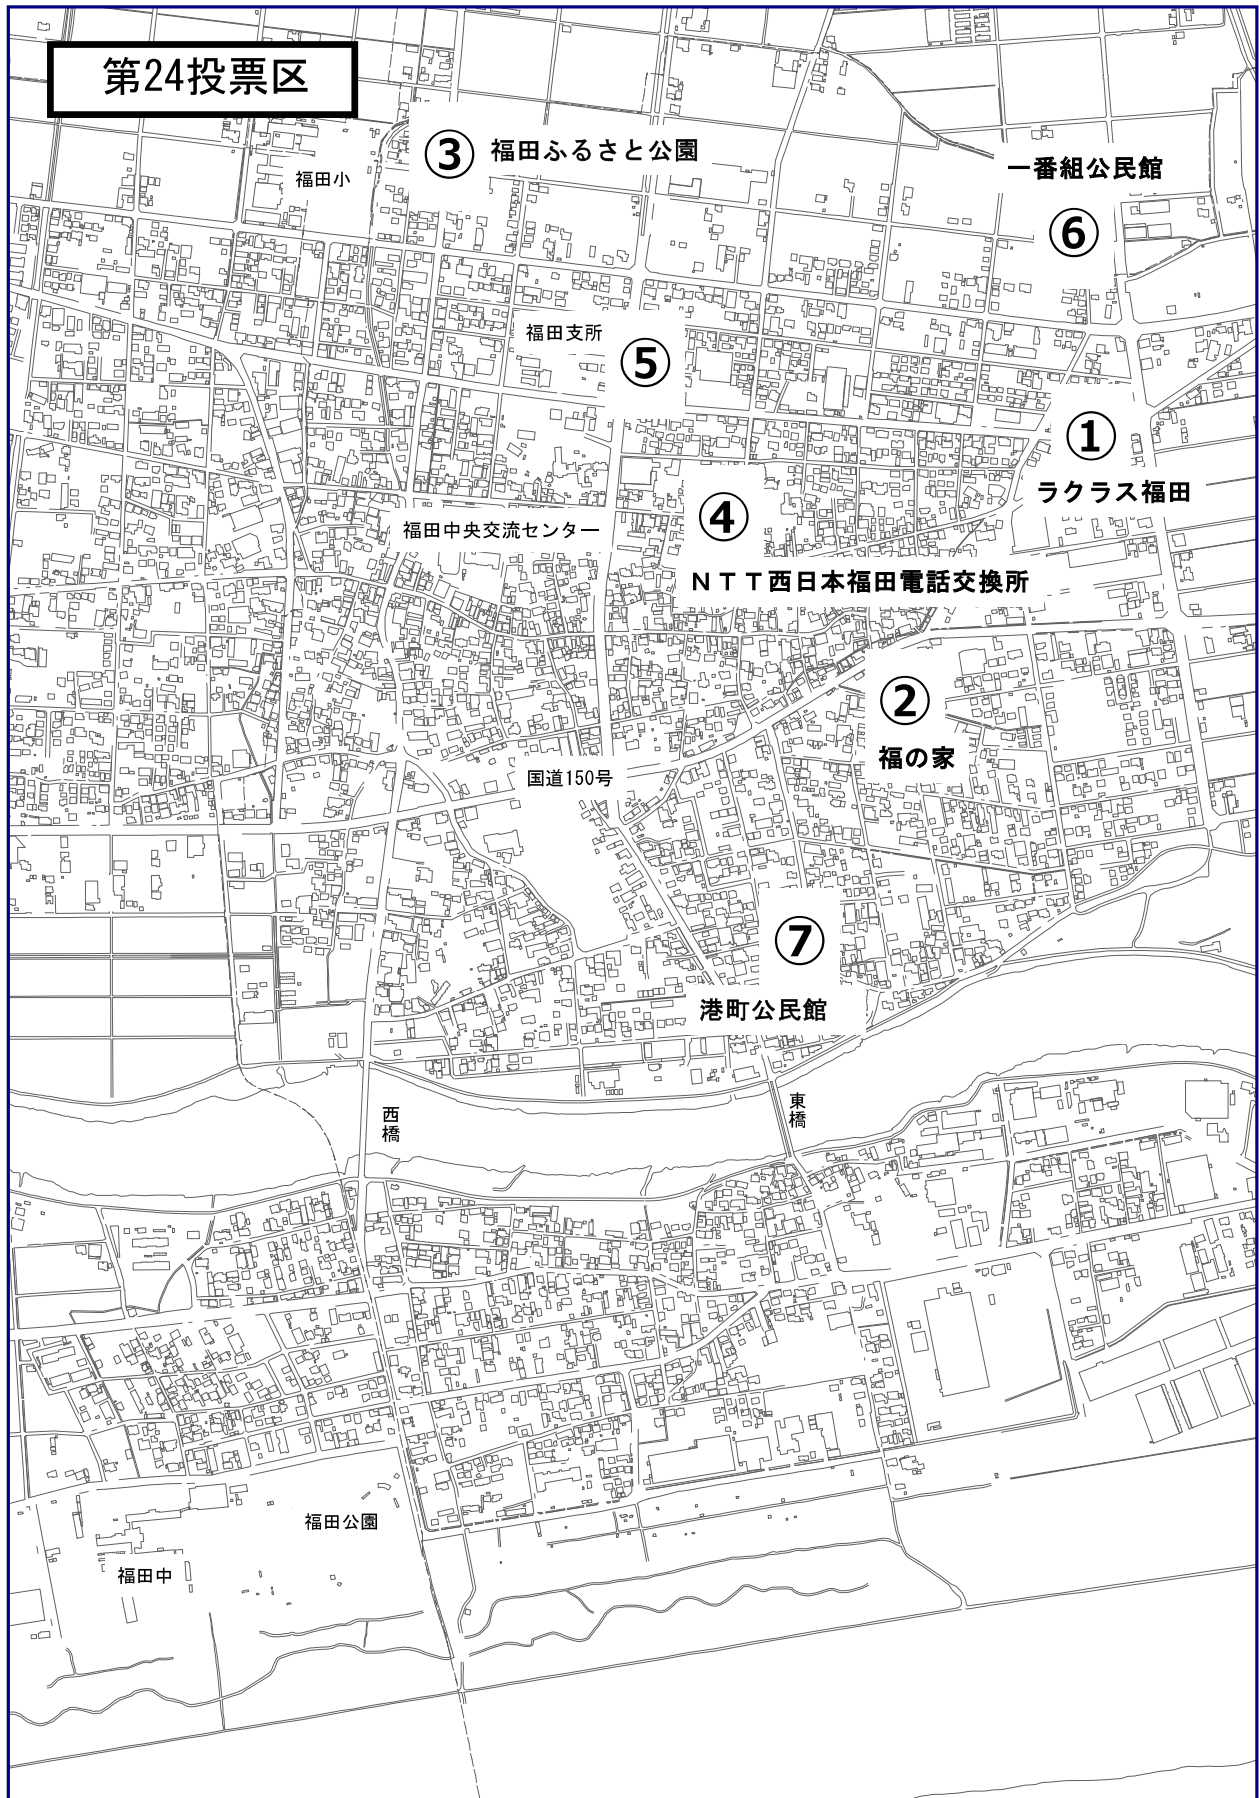 第24投票区
③ 福田ふるさと公園
福田小
一番組公民館
⑥
福田支所
⑤
①
ラクラス福田
④
福田中央交流センター
ＮＴＴ西日本福田電話交換所
②
福の家
国道150号
⑦
港町公民館
西橋
東橋
福田公園
福田中